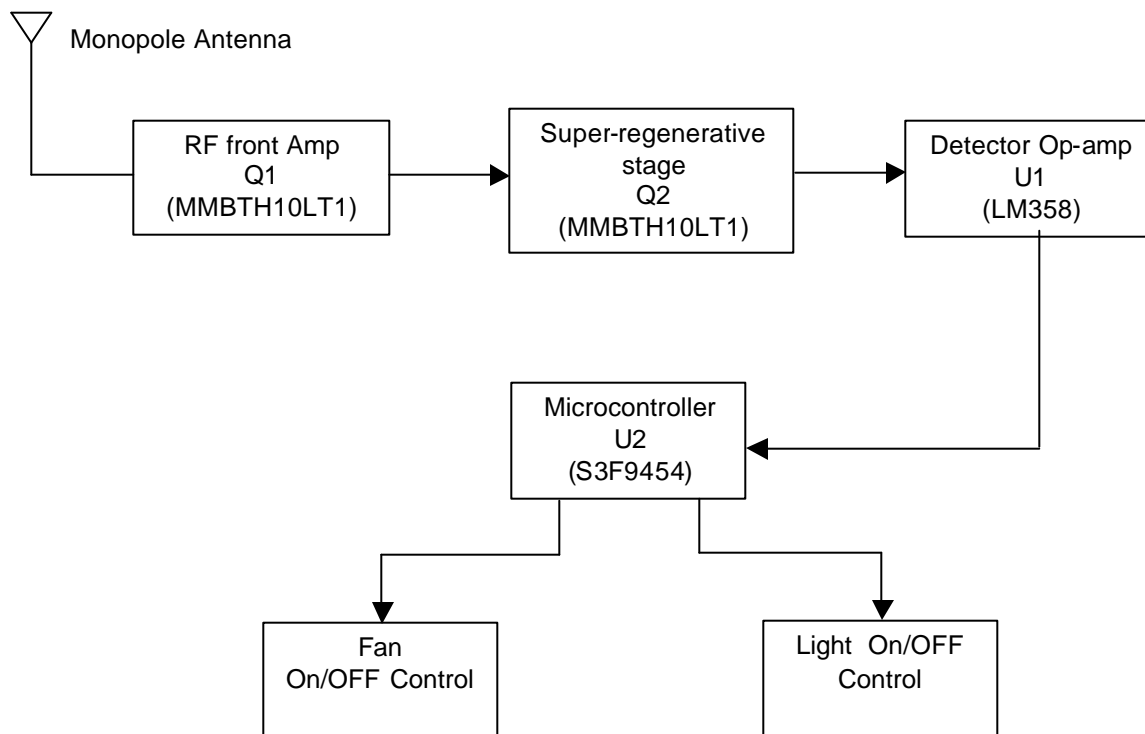 Monopole Antenna
RF front Amp
Q1
(MMBTH10LT1)
Super-regenerative
stage
Q2
(MMBTH10LT1)
Detector Op-amp
U1
(LM358)
Microcontroller
U2
(S3F9454)
Fan
On/OFF Control
Light On/OFF
Control